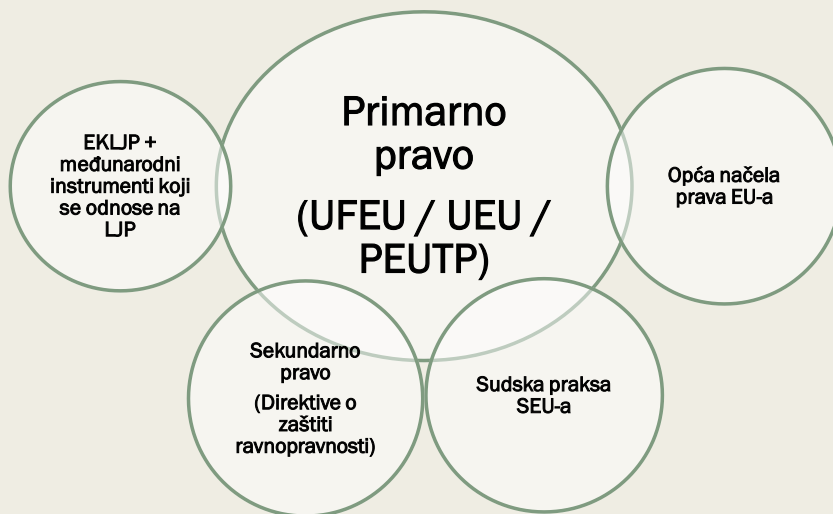 Primarno
pravo
(UFEU / UEU /
PEUTP)
EKLJP +
međunarodni
instrumenti koji
se odnose na
LJP
Opća načela
prava EU-a
Sekundarno
pravo
(Direktive o
zaštiti
ravnopravnosti)
Sudska praksa
SEU-a